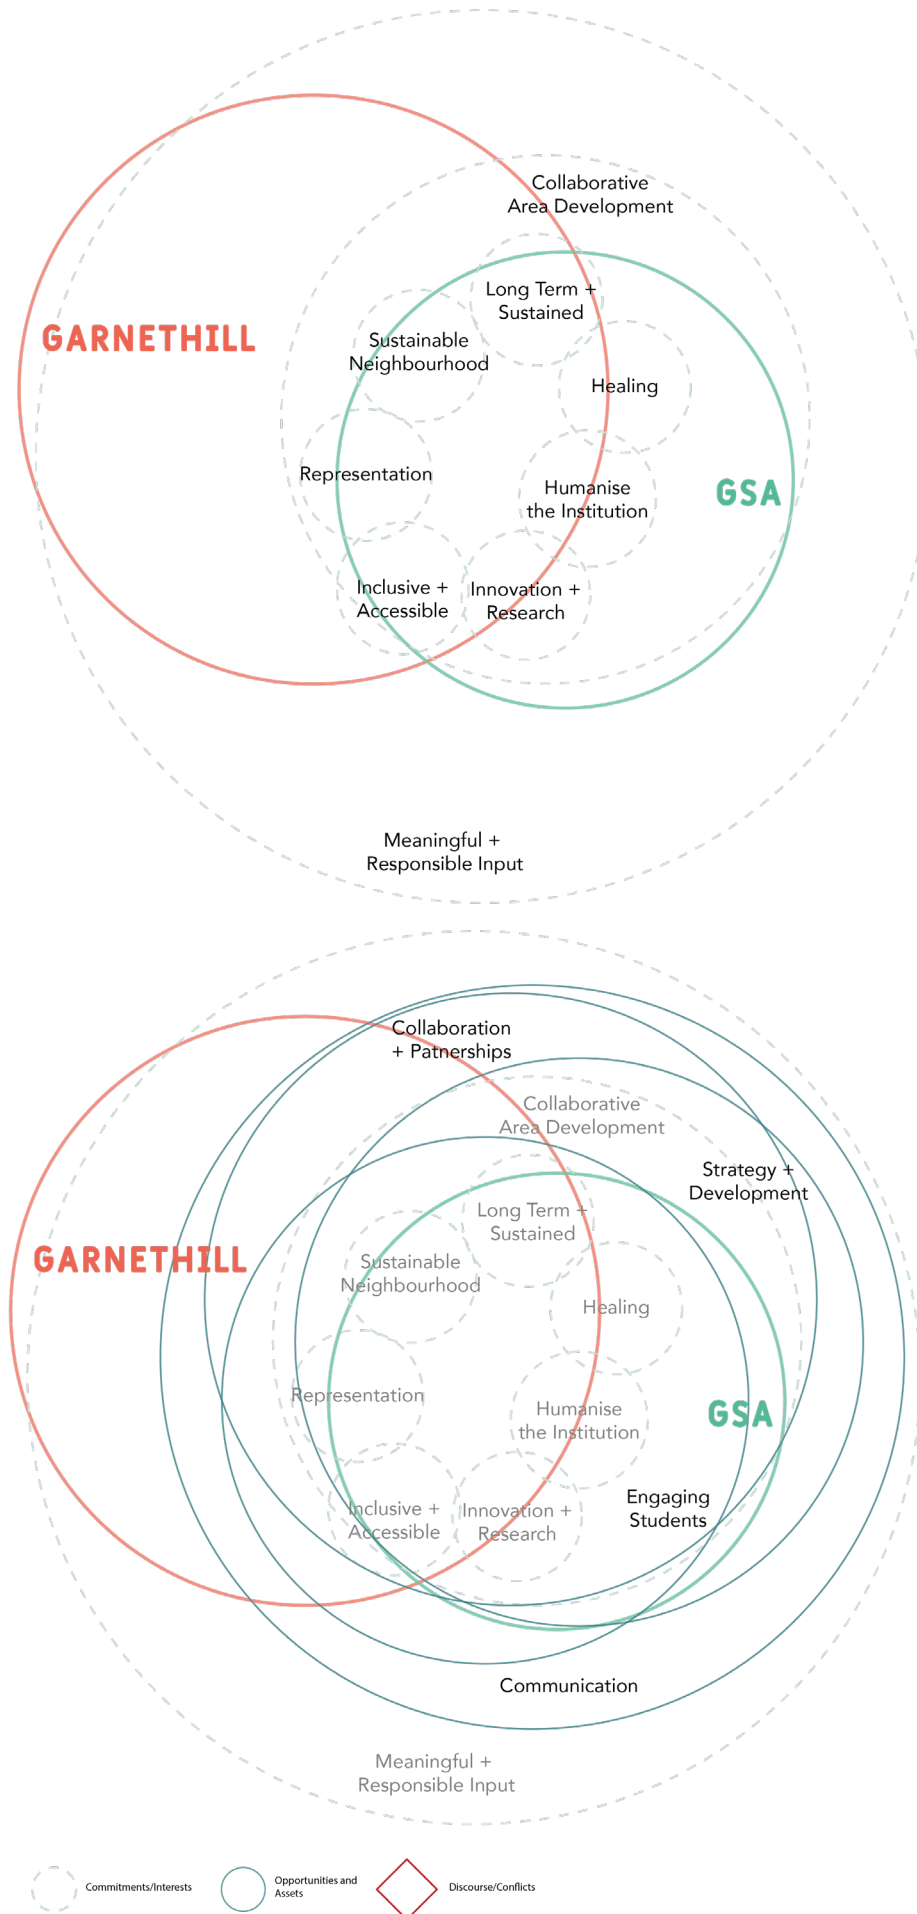 Collaborative
Area Development
Long Term +
Sustained
GARNETHILL
Sustainable
Neighbourhood
Healing
Representation
Humanise
the Institution
GSA
Inclusive +
Accessible
Innovation +
Research
Meaningful +
Responsible Input
Collaboration
+ Patnerships
Collaborative
Area Development
Strategy +
Development
Long Term +
Sustained
GARNETHILL
Sustainable
Neighbourhood
Healing
Representation
Humanise
the Institution
GSA
Engaging
Students
Inclusive +
Accessible
Innovation +
Research
Communication
Meaningful +
Responsible Input
Commitments/Interests
Opportunities and
Assets
Discourse/Conflicts